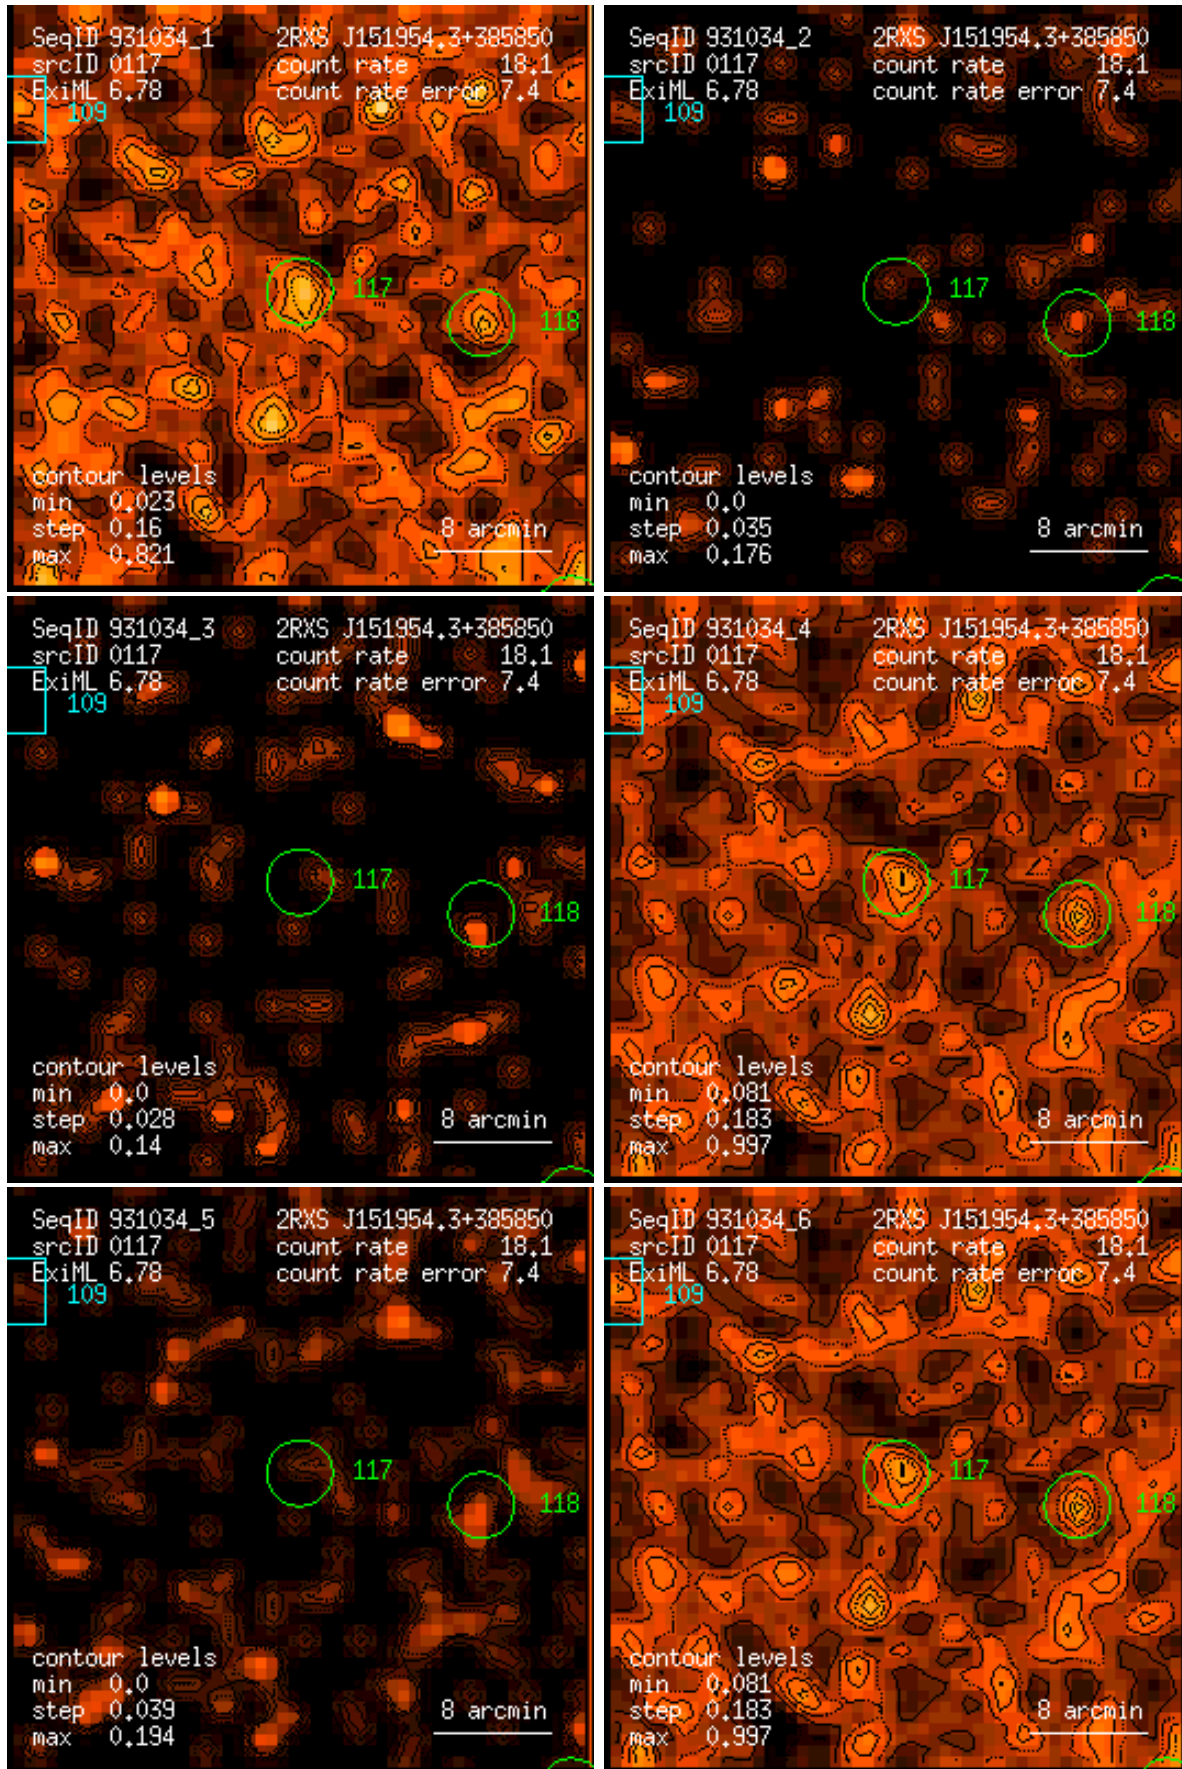 SeqID 931034_1 2RXS J151954.3+385850
srcID 0117 count rate 18.1
ExiML 6.78 count rate error 7.4
109
117
118
contour levels
min 0.023
step 0.16 8 arcmin
max 0.821
SeqID 931034_2 2RXS J151954.3+385850
srcID 0117 count rate 18.1
ExiML 6.78 count rate error 7.4
109
117
118
contour levels
min 0.0
step 0.035 8 arcmin
max 0.176
SeqID 931034_3 2RXS J151954.3+385850
srcID 0117 count rate 18.1
ExiML 6.78 count rate error 7.4
109
117
118
contour levels
min 0.0
step 0.028 8 arcmin
max 0.14
SeqID 931034_4 2RXS J151954.3+385850
srcID 0117 count rate 18.1
ExiML 6.78 count rate error 7.4
109
117
118
contour levels
min 0.081
step 0.183 8 arcmin
max 0.997
SeqID 931034_5 2RXS J151954.3+385850
srcID 0117 count rate 18.1
ExiML 6.78 count rate error 7.4
109
117
118
contour levels
min 0.0
step 0.039 8 arcmin
max 0.194
SeqID 931034_6 2RXS J151954.3+385850
srcID 0117 count rate 18.1
ExiML 6.78 count rate error 7.4
109
117
118
contour levels
min 0.081
step 0.183 8 arcmin
max 0.997